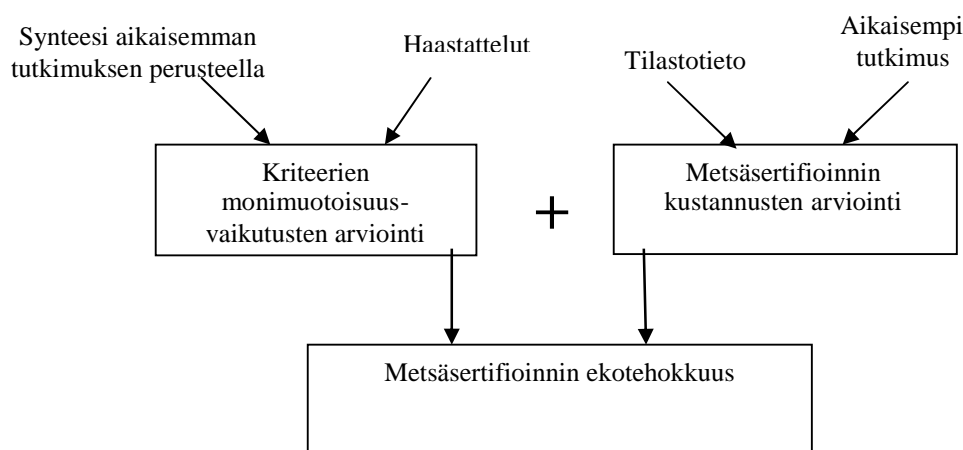 Synteesi aikaisemman
tutkimuksen perusteella
Haastattelut
Tilastotieto
Aikaisempi
tutkimus
Kriteerien
monimuotoisuus-
vaikutusten arviointi
+
Metsäsertifioinnin
kustannusten arviointi
Metsäsertifioinnin ekotehokkuus